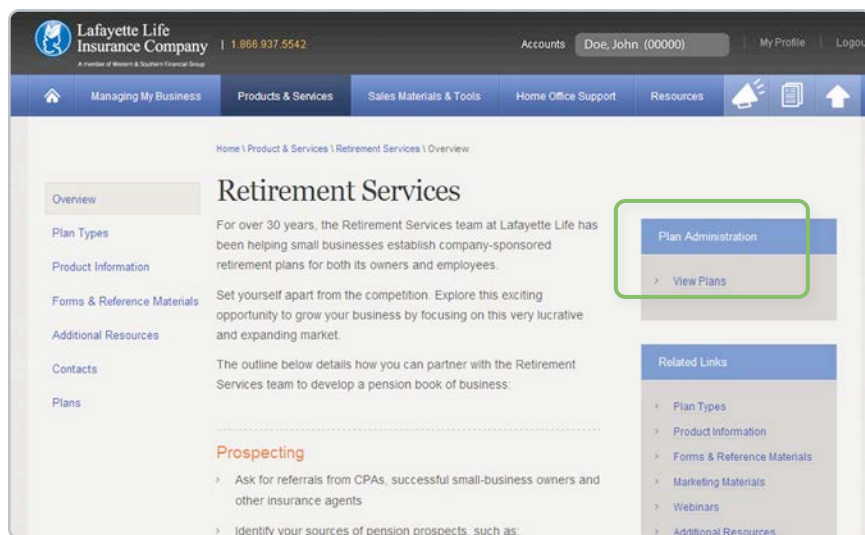 Lafayette Life
Insurance Company
A member of Western & Southern Financial Group
| 1.866.937.5542
Accounts Doe, John (00000) | My Profile | Logou
Managing My Business Products & Services Sales Materials & Tools Home Office Support Resources
Home \ Product & Services \ Retirement Services \ Overview
Overview
Plan Types
Product Information
Forms & Reference Materials
Additional Resources
Contacts
Plans
Retirement Services
For over 30 years, the Retirement Services team at Lafayette Life has
been helping small businesses establish company-sponsored
retirement plans for both its owners and employees.
Set yourself apart from the competition. Explore this exciting
opportunity to grow your business by focusing on this very lucrative
and expanding market.
The outline below details how you can partner with the Retirement
Services team to develop a pension book of business:
Prospecting
> Ask for referrals from CPAs, successful small-business owners and
other insurance agents
> Identify your sources of pension prospects, such as:
Plan Administration
> View Plans
Related Links
> Plan Types
> Product Information
> Forms & Reference Materials
> Marketing Materials
> Webinars
> Additional Resources